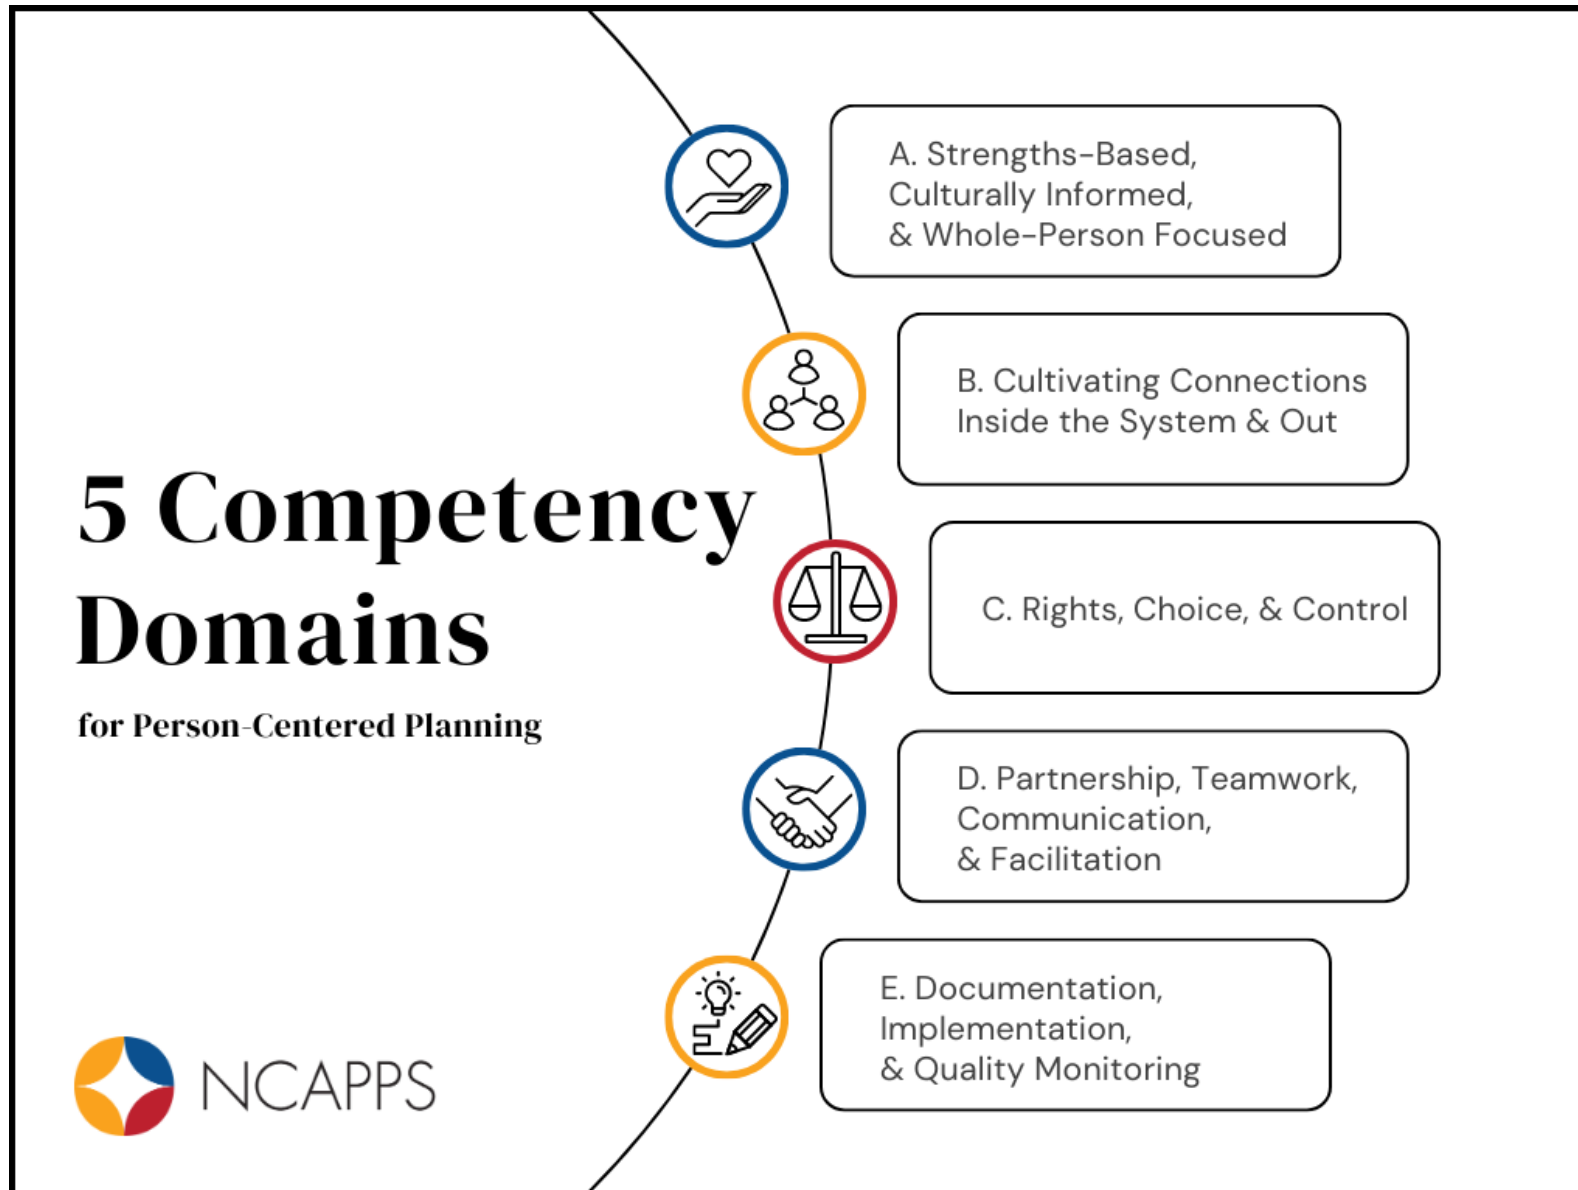 5 Competency
Domains
for Person-Centered Planning
A. Strengths-Based,
Culturally Informed,
& Whole-Person Focused
B. Cultivating Connections
Inside the System & Out
C. Rights, Choice, & Control
D. Partnership, Teamwork,
Communication,
& Facilitation
E. Documentation,
Implementation,
& Quality Monitoring
NCAPPS